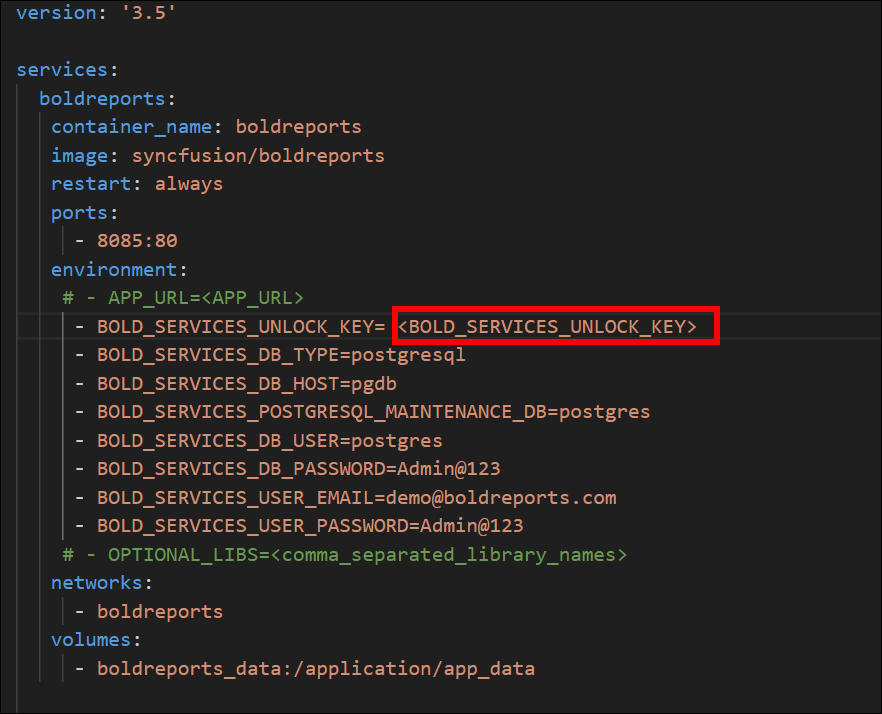 version: '3.5'
services:
boldreports:
container_name: boldreports
image: syncfusion/boldreports
restart: always
ports:
- 8085:80
environment:
# - APP_URL=<APP_URL>
- BOLD_SERVICES_UNLOCK_KEY= <BOLD_SERVICES_UNLOCK_KEY>
- BOLD_SERVICES_DB_TYPE=postgresql
- BOLD_SERVICES_DB_HOST=pgdb
- BOLD_SERVICES_POSTGRESQL_MAINTENANCE_DB=postgres
- BOLD_SERVICES_DB_USER=postgres
- BOLD_SERVICES_DB_PASSWORD=Admin@123
- BOLD_SERVICES_USER_EMAIL=demo@boldreports.com
- BOLD_SERVICES_USER_PASSWORD=Admin@123
# - OPTIONAL_LIBS=<comma_separated_library_names>
networks:
- boldreports
volumes:
- boldreports_data:/application/app_data